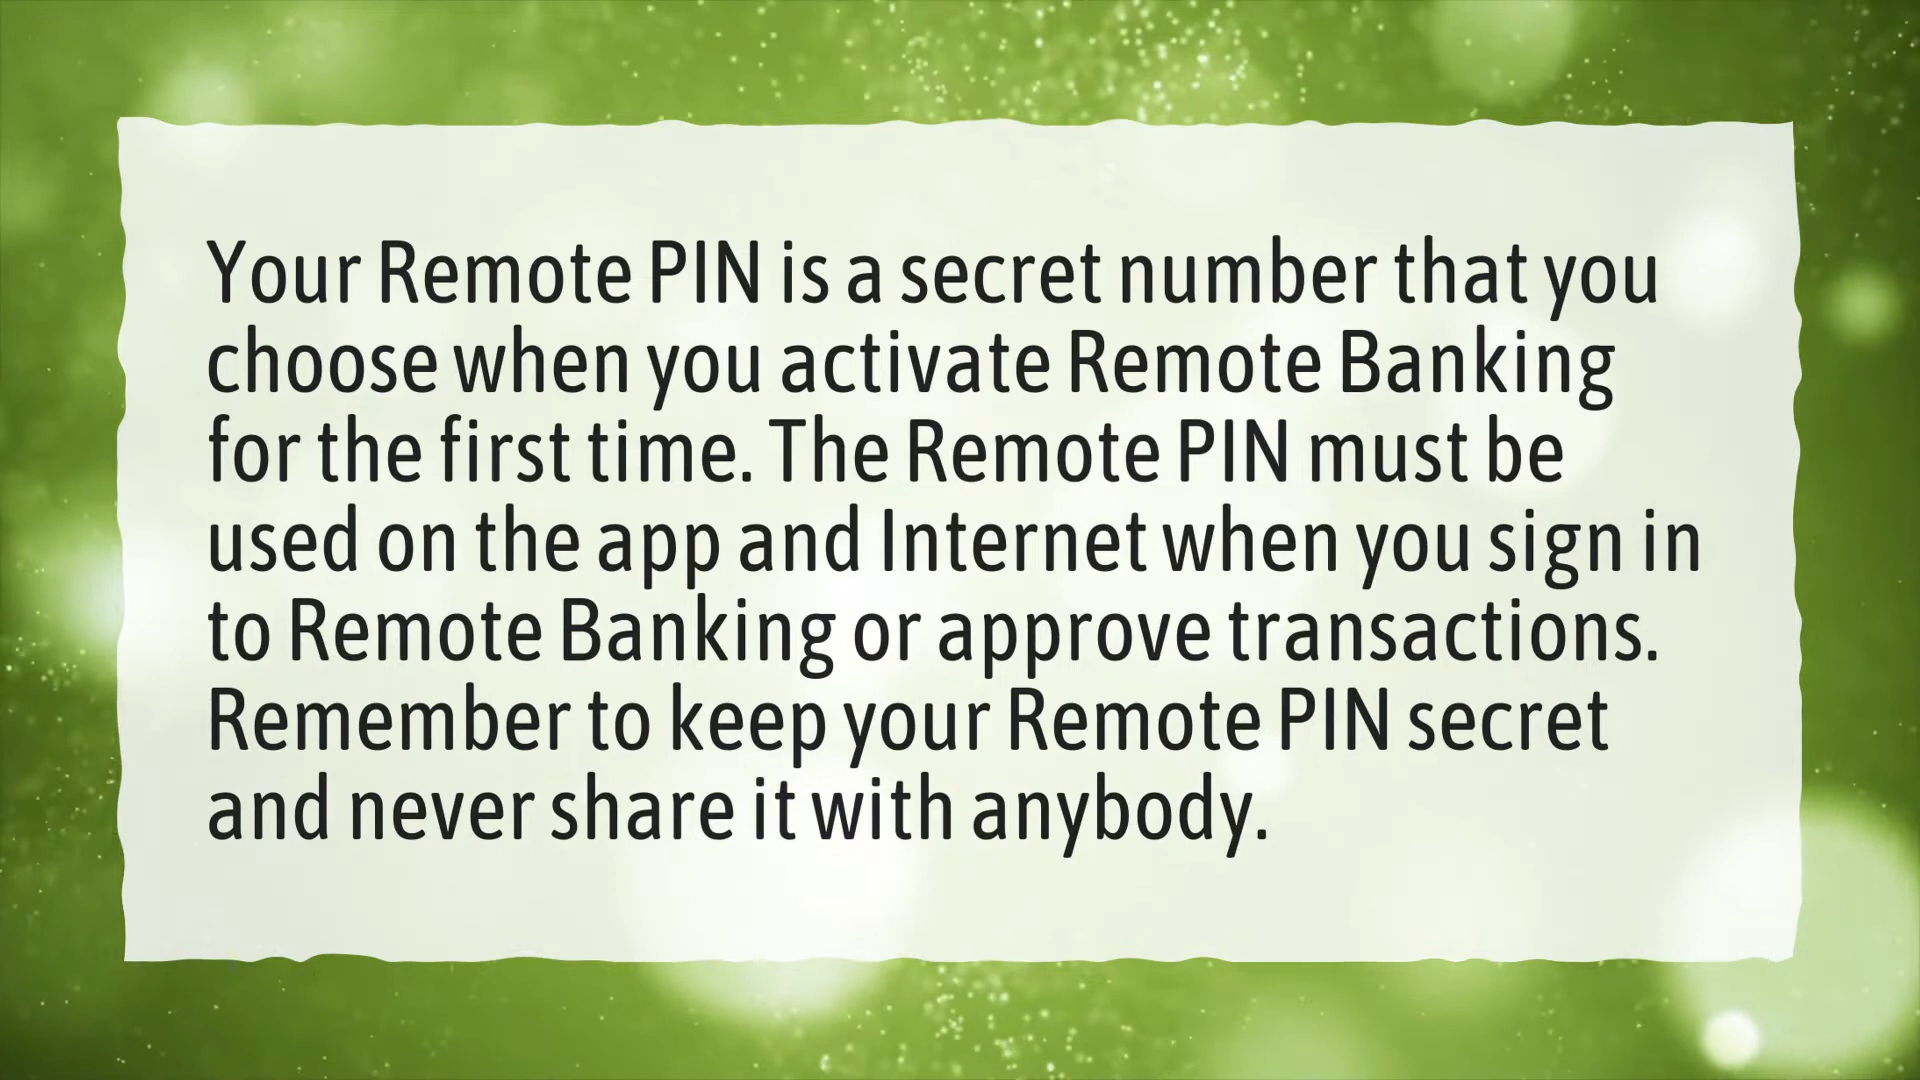 Your Remote PIN is a secret number that you
choose when you activate Remote Banking
for the first time. The Remote PIN must be
used on the app and Internet when you sign in
to Remote Banking or approve transactions.
Remember to keep your Remote PIN secret
and never share it with anybody.